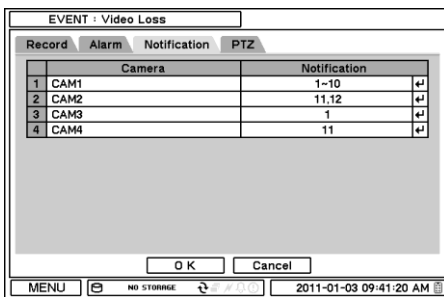 EVENT : Video Loss
Record Alarm Notification PTZ
Camera Notification
1 CAM1 1~10
2 CAM2 11,12
3 CAM3 1
4 CAM4 11
OK Cancel
MENU NO STORAGE 2011-01-03 09:41:20 AM